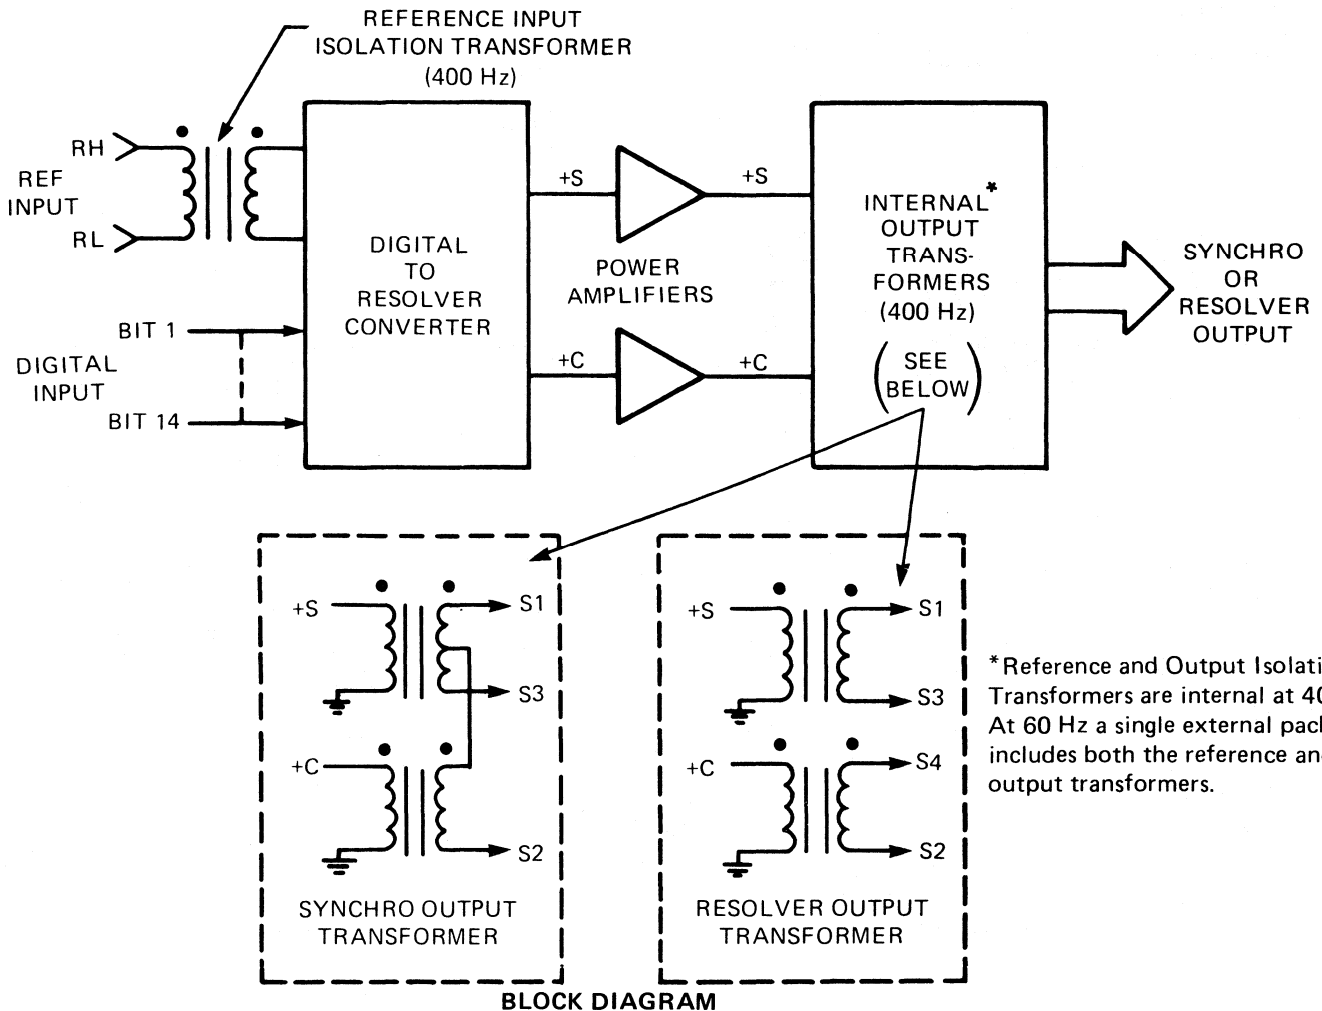 REFERENCE INPUT
ISOLATION TRANSFORMER
(400 Hz)
RH
REF
INPUT
RL
BIT 1
DIGITAL
INPUT
BIT 14
DIGITAL
TO
RESOLVER
CONVERTER
+S
+C
POWER
AMPLIFIERS
+S
+C
INTERNAL*
OUTPUT
TRANS-
FORMERS
(400 Hz)
(SEE
BELOW)
SYNCHRO
OR
RESOLVER
OUTPUT
+S
S1
S3
+C
S2
SYNCHRO OUTPUT
TRANSFORMER
+S
S1
S3
+C
S4
S2
RESOLVER OUTPUT
TRANSFORMER
*Reference and Output
Transformers are internal at
At 60 Hz a single external
includes both the reference
output transformers.
BLOCK DIAGRAM